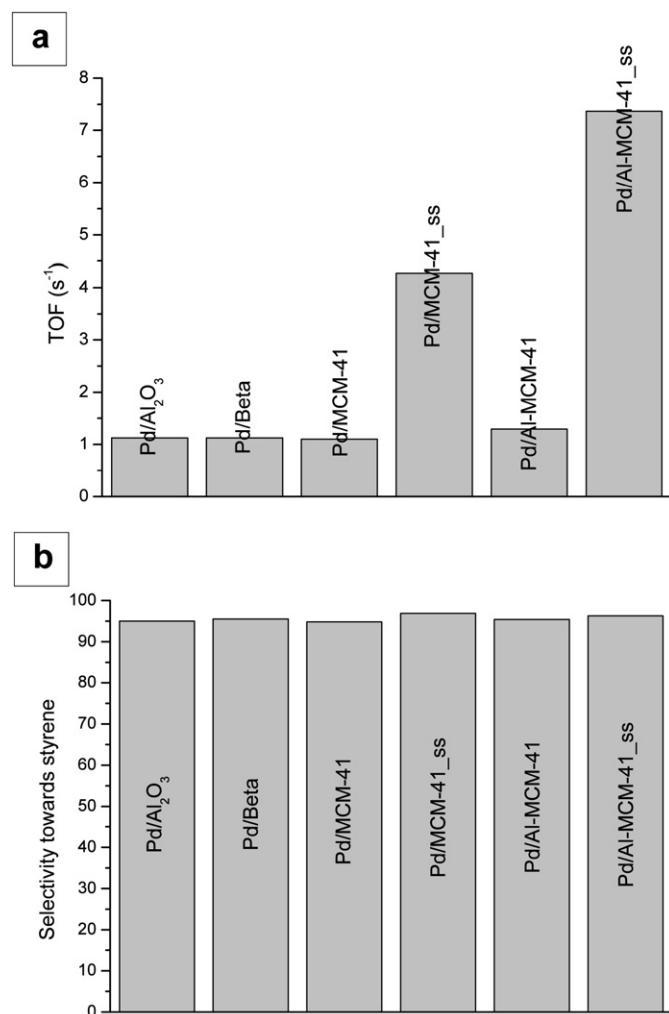 a
8
7
6
5
4
3
2
1
0
TOF (s⁻¹)
Pd/Al₂O₃
Pd/Beta
Pd/MCM-41
Pd/MCM-41_ss
Pd/Al-MCM-41
Pd/Al-MCM-41_ss
b
100
90
80
70
60
50
40
30
20
10
0
Selectivity towards styrene
Pd/Al₂O₃
Pd/Beta
Pd/MCM-41
Pd/MCM-41_ss
Pd/Al-MCM-41
Pd/Al-MCM-41_ss